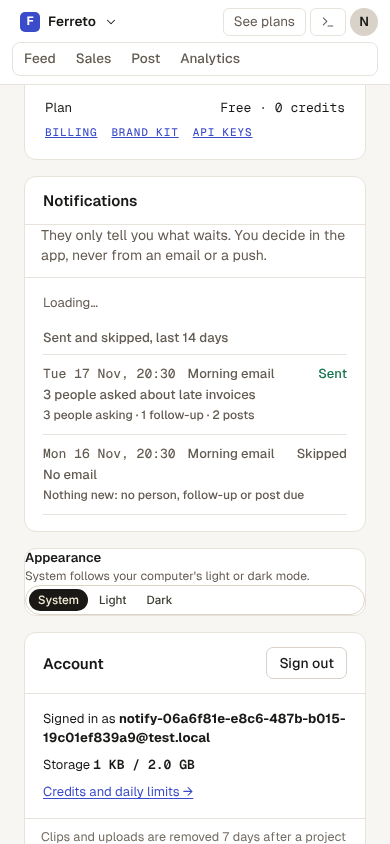 F Ferreto See plans >_ N
Feed Sales Post Analytics
Plan Free · 0 credits
BILLING BRAND KIT API KEYS
Notifications
They only tell you what waits. You decide in the
app, never from an email or a push.
Loading…
Sent and skipped, last 14 days
Tue 17 Nov, 20:30 Morning email Sent
3 people asked about late invoices
3 people asking · 1 follow-up · 2 posts
Mon 16 Nov, 20:30 Morning email Skipped
No email
Nothing new: no person, follow-up or post due
Appearance
System follows your computer's light or dark mode.
System Light Dark
Account Sign out
Signed in as notify-06a6f81e-e8c6-487b-b015-
19c01ef839a9@test.local
Storage 1 KB / 2.0 GB
Credits and daily limits →
Clips and uploads are removed 7 days after a project